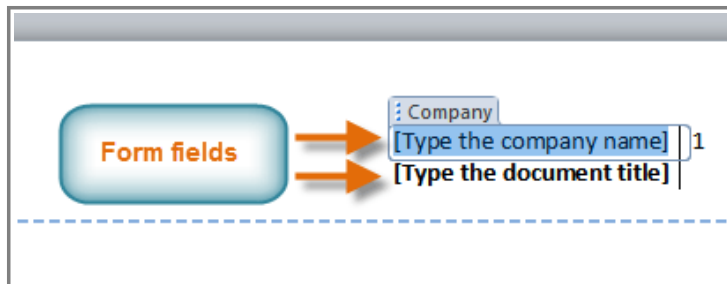 Company
[Type the company name] 1
Form fields
[Type the document title]